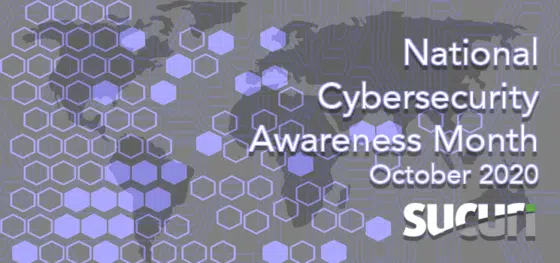 National
Cybersecurity
Awareness Month
October 2020
SUCURI